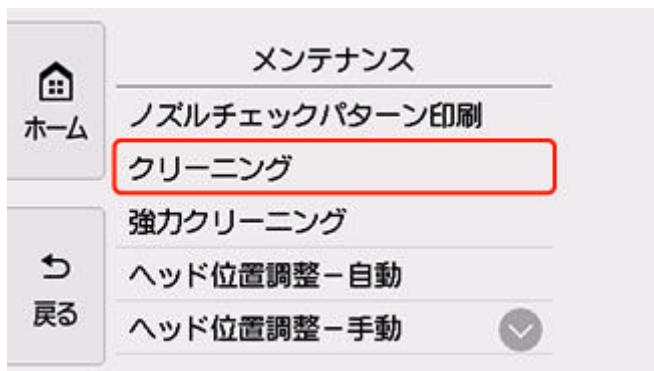 メンテナンス
ホーム
ノズルチェックパターン印刷
クリーニング
強力クリーニング
戻る
ヘッド位置調整－自動
ヘッド位置調整－手動